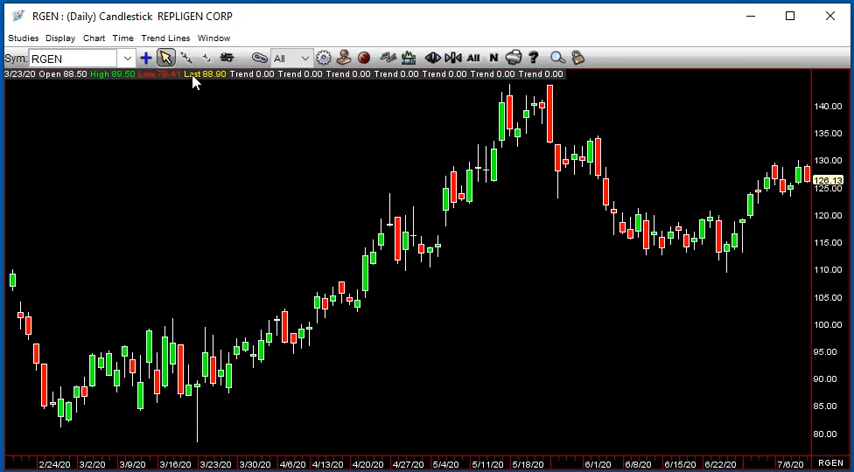 RGEN: (Daily) Candlestick REPLIGEN CORP
Studies Display Chart Time Trend Lines Window
Sym: RGEN All All N ?
3/23/20 Open 88.50 High 89.50 Low 78.41 Last 88.90 Trend 0.00 Trend 0.00 Trend 0.00 Trend 0.00 Trend 0.00 Trend 0.00 Trend 0.00
140.00
135.00
130.00
126.13
125.00
120.00
115.00
110.00
105.00
100.00
95.00
90.00
85.00
80.00
2/24/20 3/2/20 3/9/20 3/16/20 3/23/20 3/30/20 4/6/20 4/13/20 4/20/20 4/27/20 5/4/20 5/11/20 5/18/20 6/1/20 6/8/20 6/15/20 6/22/20 7/6/20 RGEN